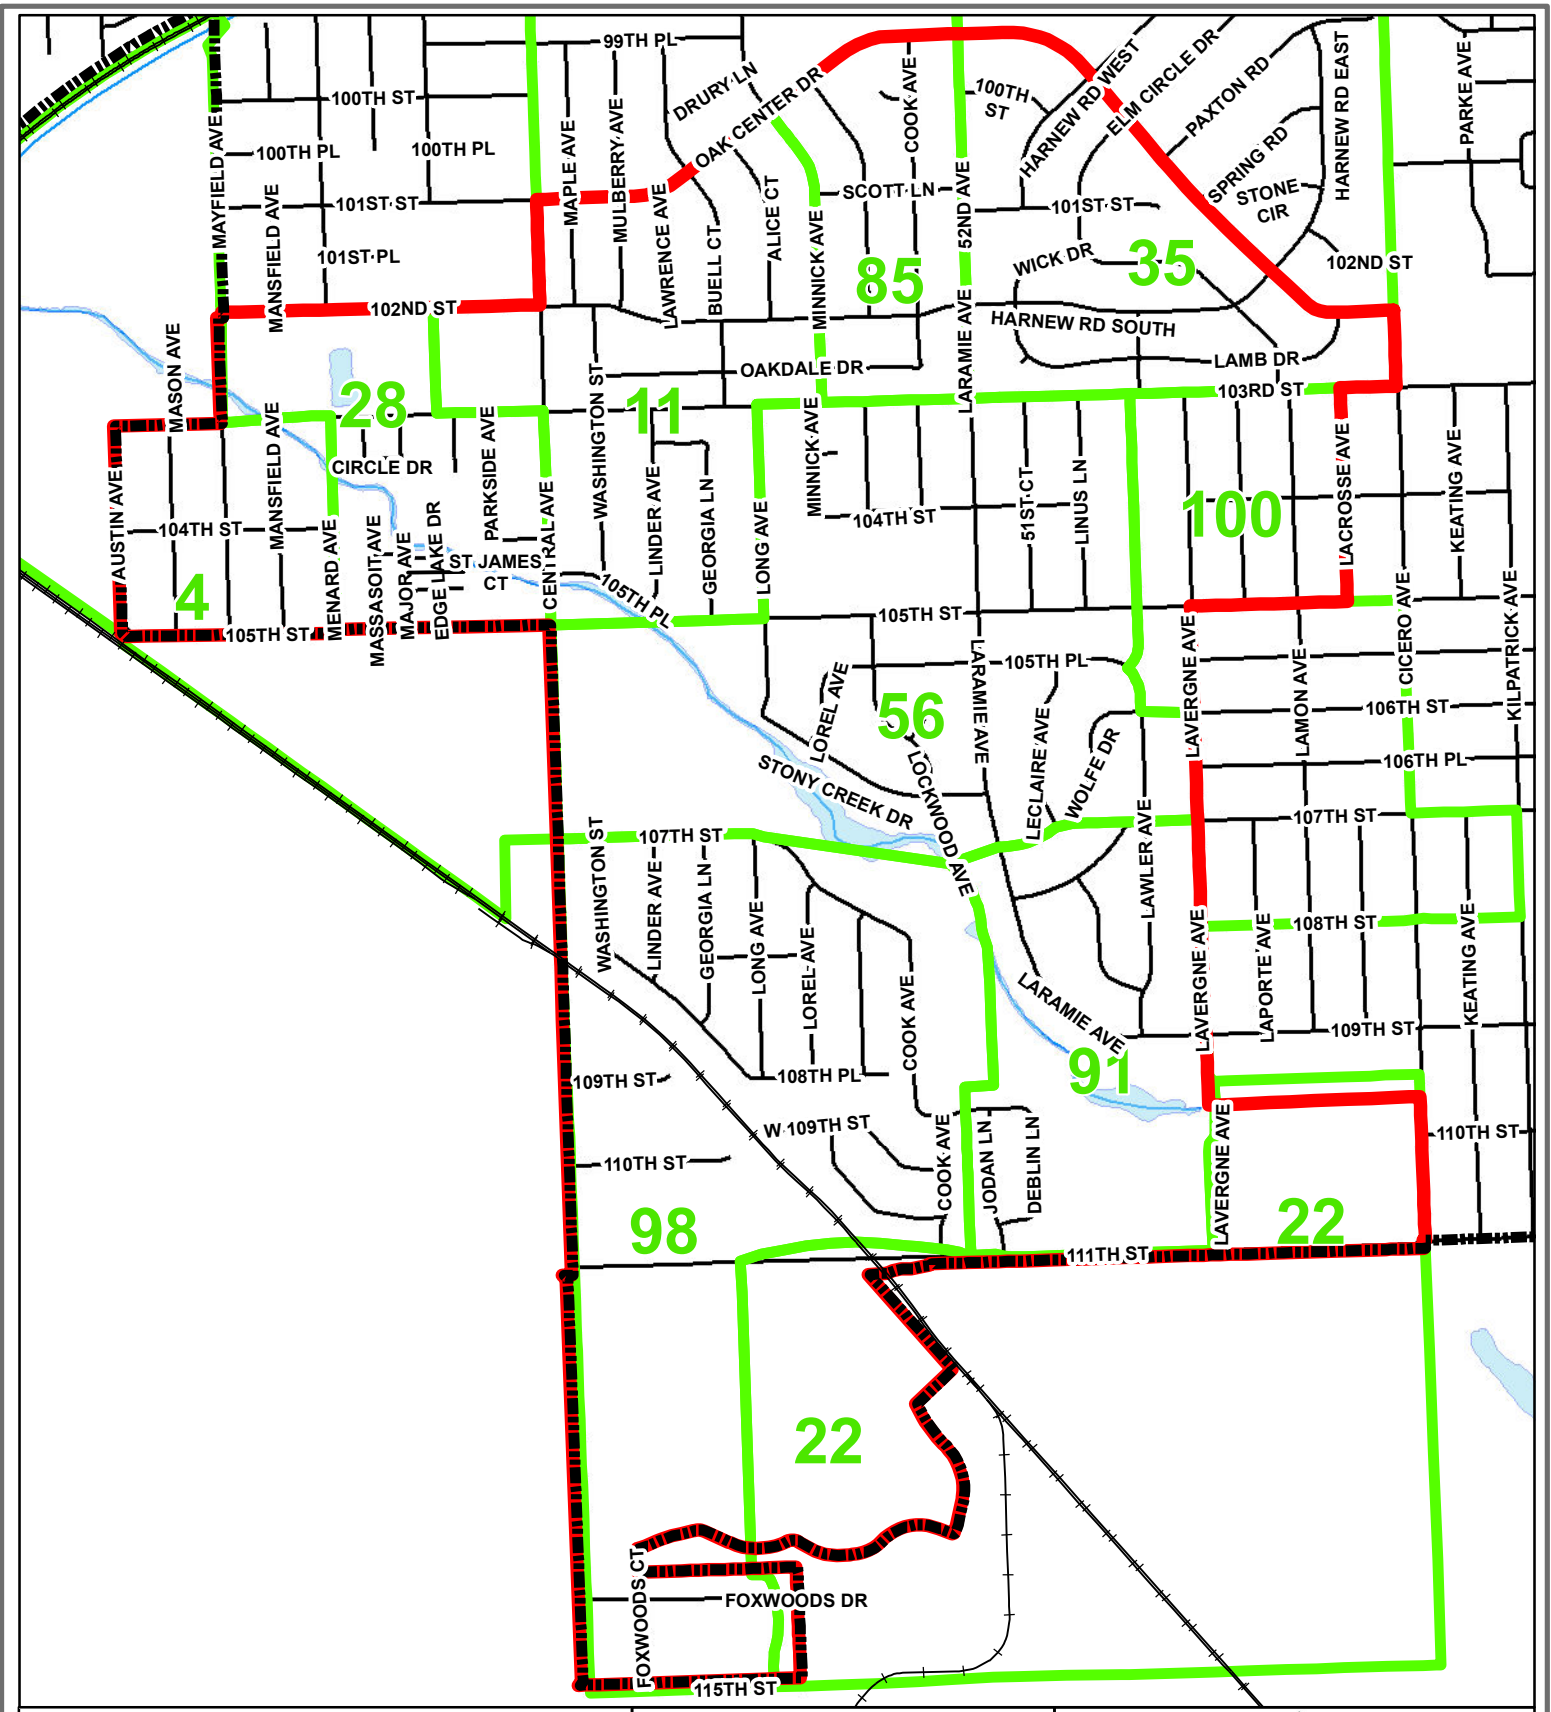 99TH PL
DRURY LN
OAK CENTER DR
COOK AVE
100TH
ST
HARNEW RD WEST
ELM CIRCLE DR
PAXTON RD
HARNEW RD EAST
PARKE AVE
100TH ST
100TH PL
100TH PL
MAYFIELD AVE
MANSFIELD AVE
101ST ST
101ST PL
MAPLE AVE
MULBERRY AVE
LAWRENCE AVE
BUELL CT
ALICE CT
MINNICK AVE
SCOTT LN
52ND AVE
101ST ST
SPRING RD
STONE
CIR
WICK DR
102ND ST
85
35
102ND ST
LARAMIE AVE
HARNEW RD SOUTH
LAMB DR
OAKDALE DR
103RD ST
MASON AVE
28
11
WASHINGTON ST
MANSFIELD AVE
CIRCLE DR
PARKSIDE AVE
MINNICK AVE
AUSTIN AVE
104TH ST
MENARD AVE
MASSASOIT AVE
MAJOR AVE
EDGE LAKE DR
ST JAMES
CT
CENTRAL AVE
LINDER AVE
GEORGIA LN
LONG AVE
104TH ST
51ST CT
LINUS LN
100
LACROSSE AVE
KEATING AVE
4
105TH ST
105TH PL
105TH ST
CICERO AVE
KILPATRICK AVE
LAVERGNE AVE
LAMON AVE
LARAMIE AVE
105TH PL
LOREL AVE
56
106TH ST
106TH PL
LOCKWOOD AVE
LECLAIRE AVE
WOLFE DR
STONY CREEK DR
LAWLER AVE
107TH ST
107TH ST
WASHINGTON ST
LINDER AVE
GEORGIA LN
LONG AVE
LOREL AVE
COOK AVE
LAVERGNE AVE
LAPORTE AVE
108TH ST
KEATING AVE
LARAMIE AVE
109TH ST
91
109TH ST
108TH PL
W 109TH ST
110TH ST
COOK AVE
JODAN LN
DEBLIN LN
LAVERGNE AVE
110TH ST
98
22
111TH ST
22
FOXWOODS CT
FOXWOODS DR
115TH ST